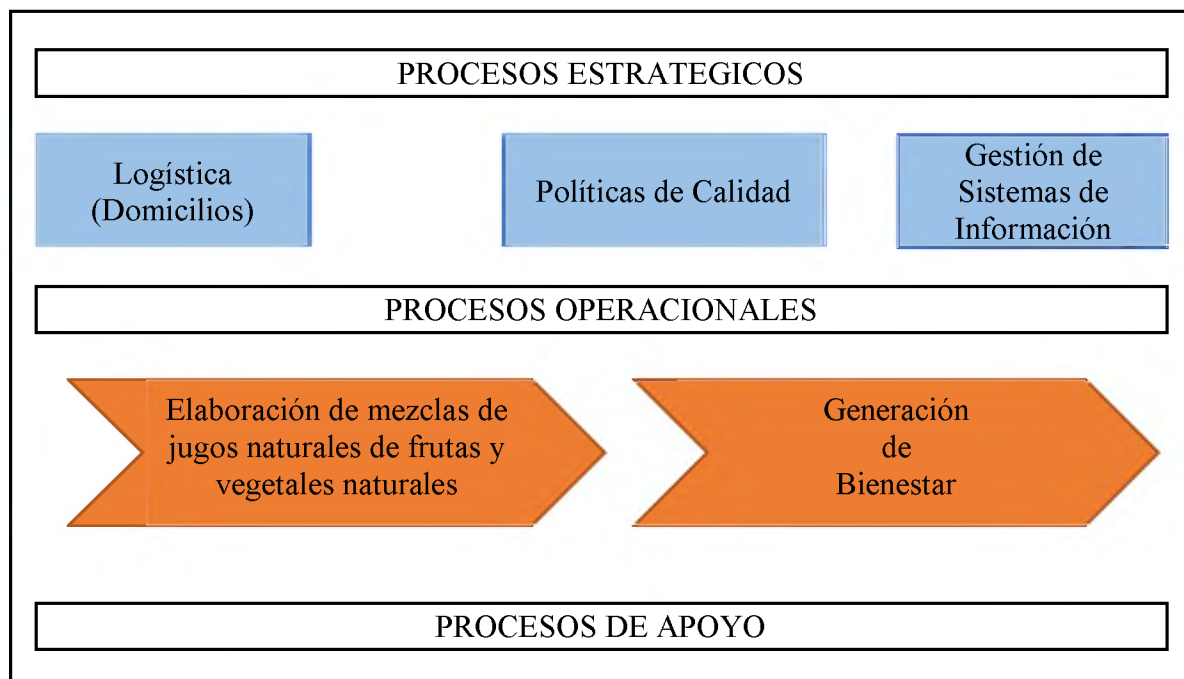 PROCESOS ESTRATEGICOS
Logística
(Domicilios)
Políticas de Calidad
Gestión de
Sistemas de
Información
PROCESOS OPERACIONALES
Elaboración de mezclas de
jugos naturales de frutas y
vegetales naturales
Generación
de
Bienestar
PROCESOS DE APOYO